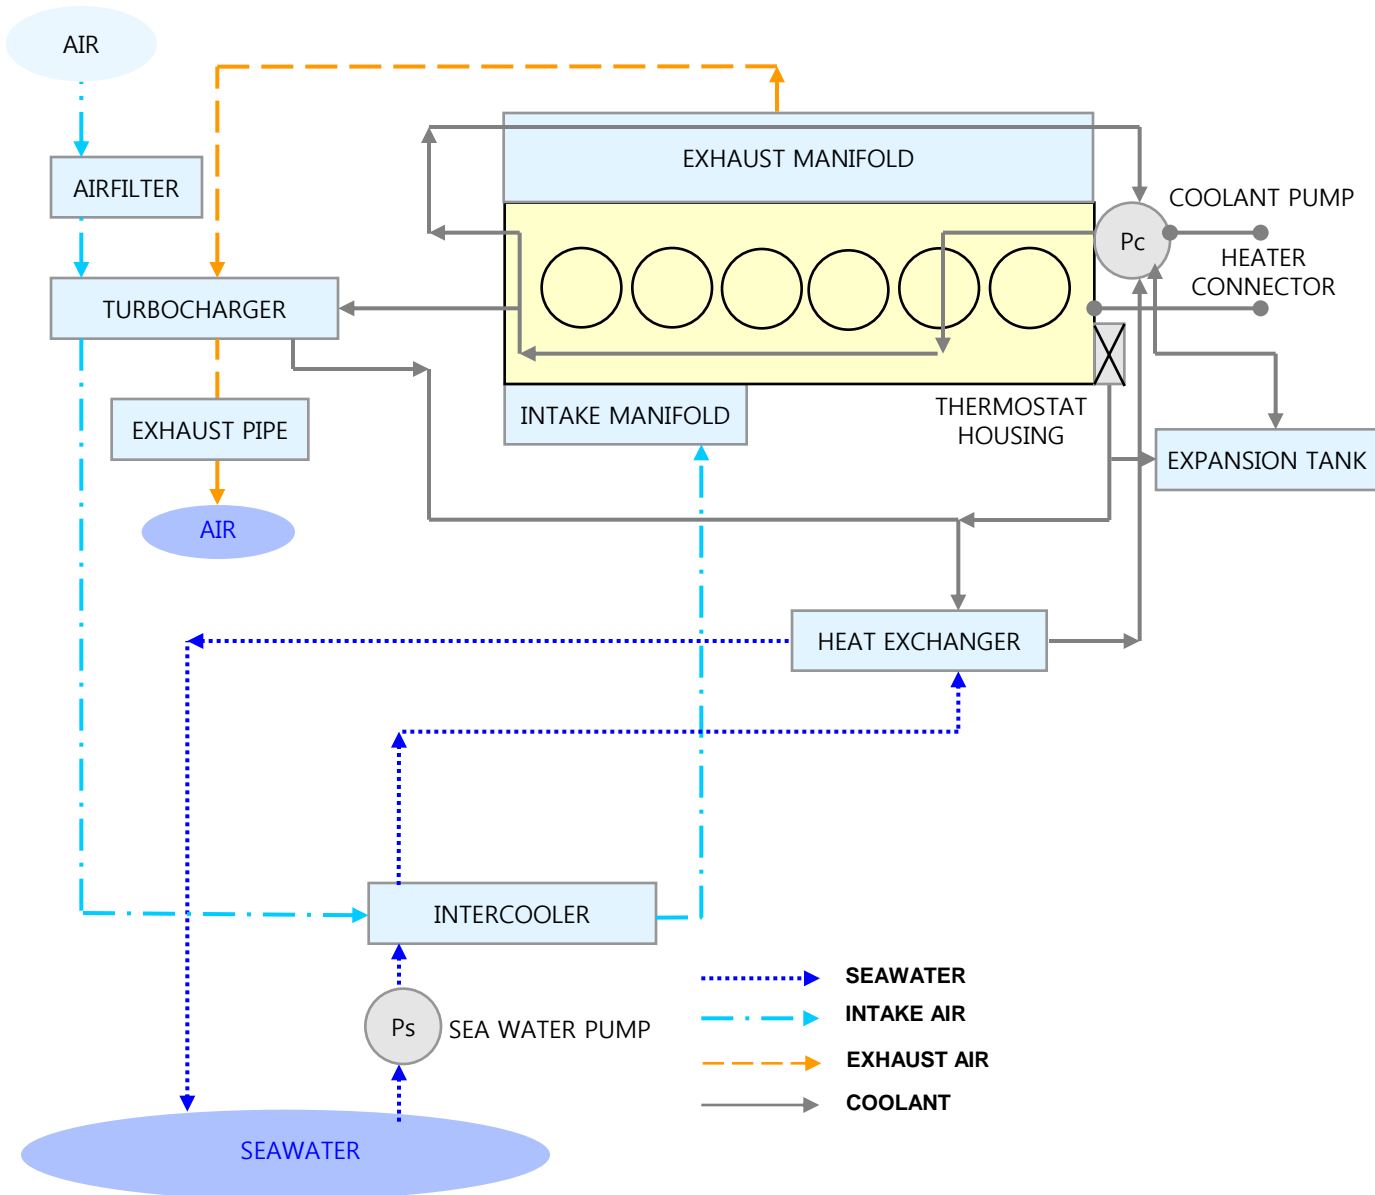 AIR
EXHAUST MANIFOLD
AIRFILTER
COOLANT PUMP
Pc
HEATER
CONNECTOR
TURBOCHARGER
THERMOSTAT
HOUSING
INTAKE MANIFOLD
EXHAUST PIPE
EXPANSION TANK
AIR
HEAT EXCHANGER
INTERCOOLER
SEAWATER
INTAKE AIR
Ps
SEA WATER PUMP
EXHAUST AIR
COOLANT
SEAWATER